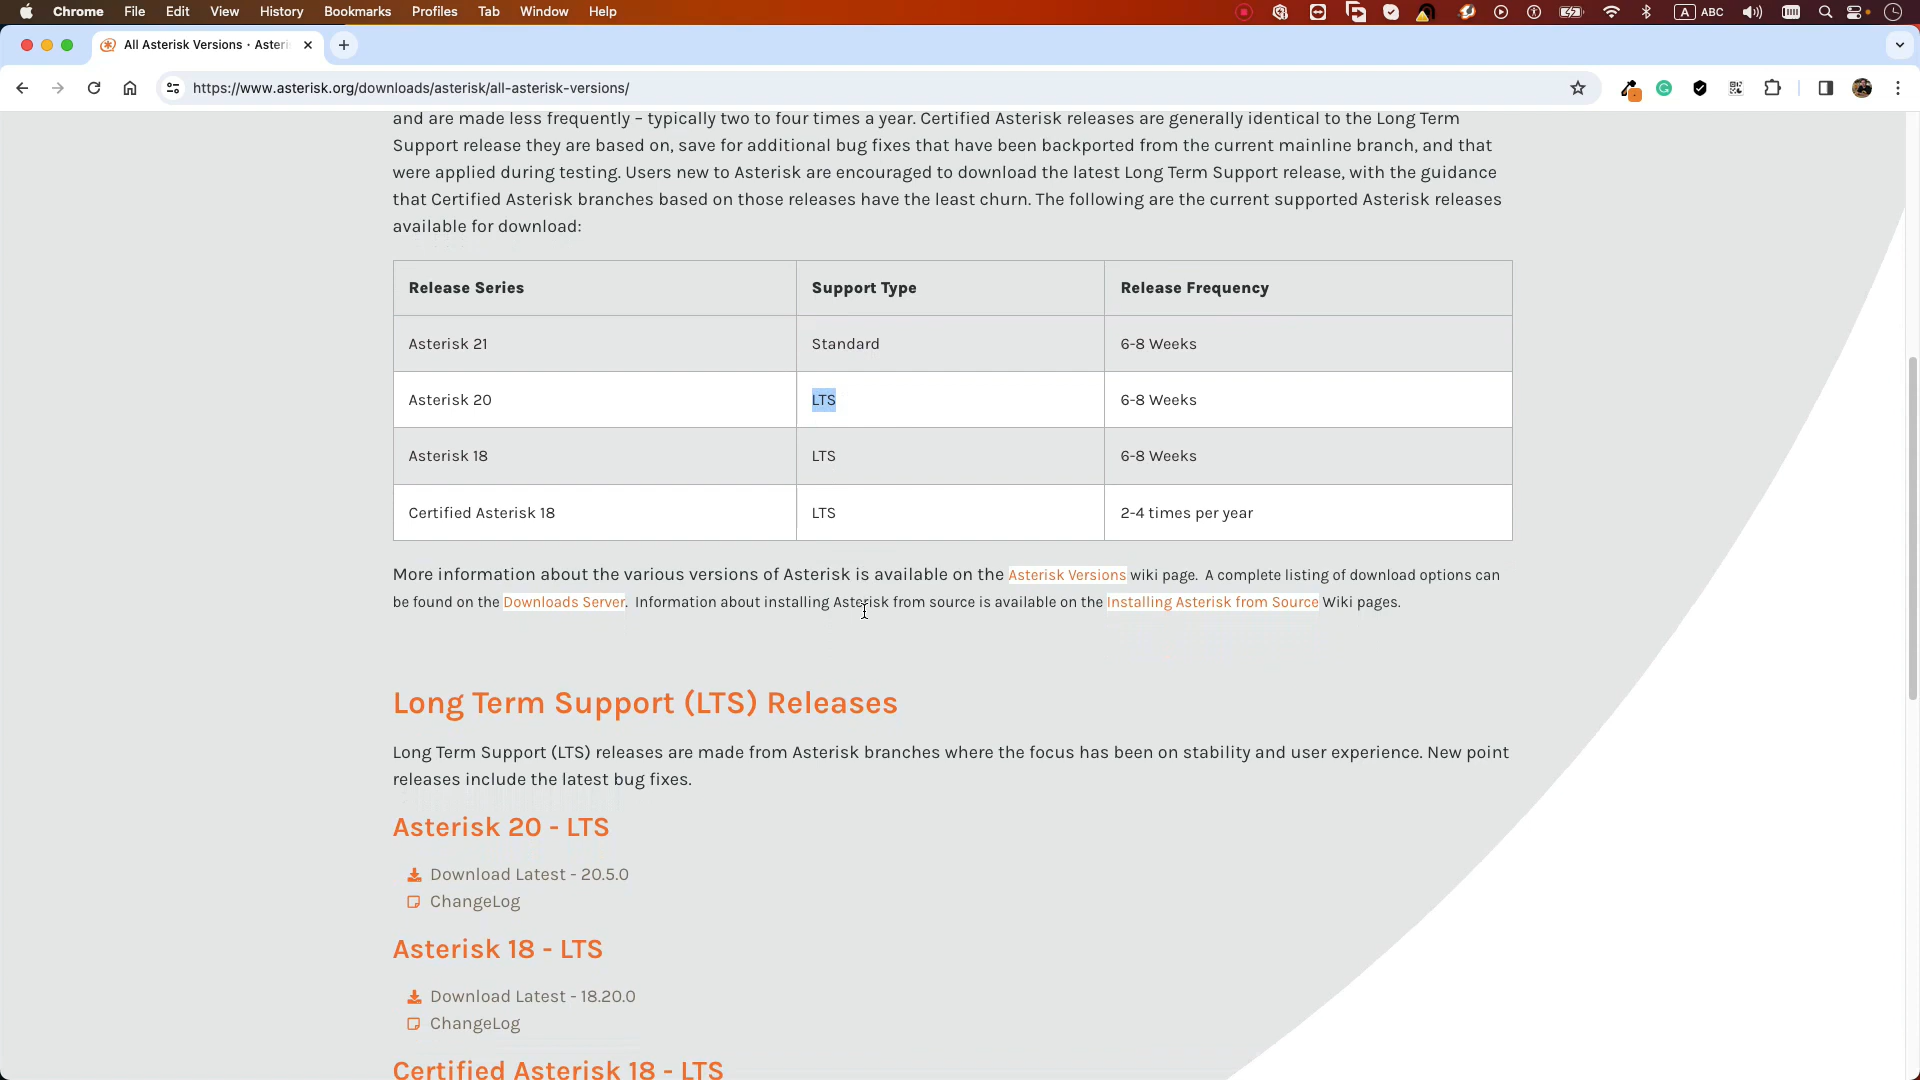 Chrome File Edit View History Bookmarks Profiles Tab Window Help A ABC
All Asterisk Versions · Asteri
https://www.asterisk.org/downloads/asterisk/all-asterisk-versions/
and are made less frequently – typically two to four times a year. Certified Asterisk releases are generally identical to the Long Term
Support release they are based on, save for additional bug fixes that have been backported from the current mainline branch, and that
were applied during testing. Users new to Asterisk are encouraged to download the latest Long Term Support release, with the guidance
that Certified Asterisk branches based on those releases have the least churn. The following are the current supported Asterisk releases
available for download:
Release Series Support Type Release Frequency
Asterisk 21 Standard 6-8 Weeks
Asterisk 20 LTS 6-8 Weeks
Asterisk 18 LTS 6-8 Weeks
Certified Asterisk 18 LTS 2-4 times per year
More information about the various versions of Asterisk is available on the Asterisk Versions wiki page. A complete listing of download options can
be found on the Downloads Server. Information about installing Asterisk from source is available on the Installing Asterisk from Source Wiki pages.
Long Term Support (LTS) Releases
Long Term Support (LTS) releases are made from Asterisk branches where the focus has been on stability and user experience. New point
releases include the latest bug fixes.
Asterisk 20 - LTS
Download Latest - 20.5.0
ChangeLog
Asterisk 18 - LTS
Download Latest - 18.20.0
ChangeLog
Certified Asterisk 18 - LTS